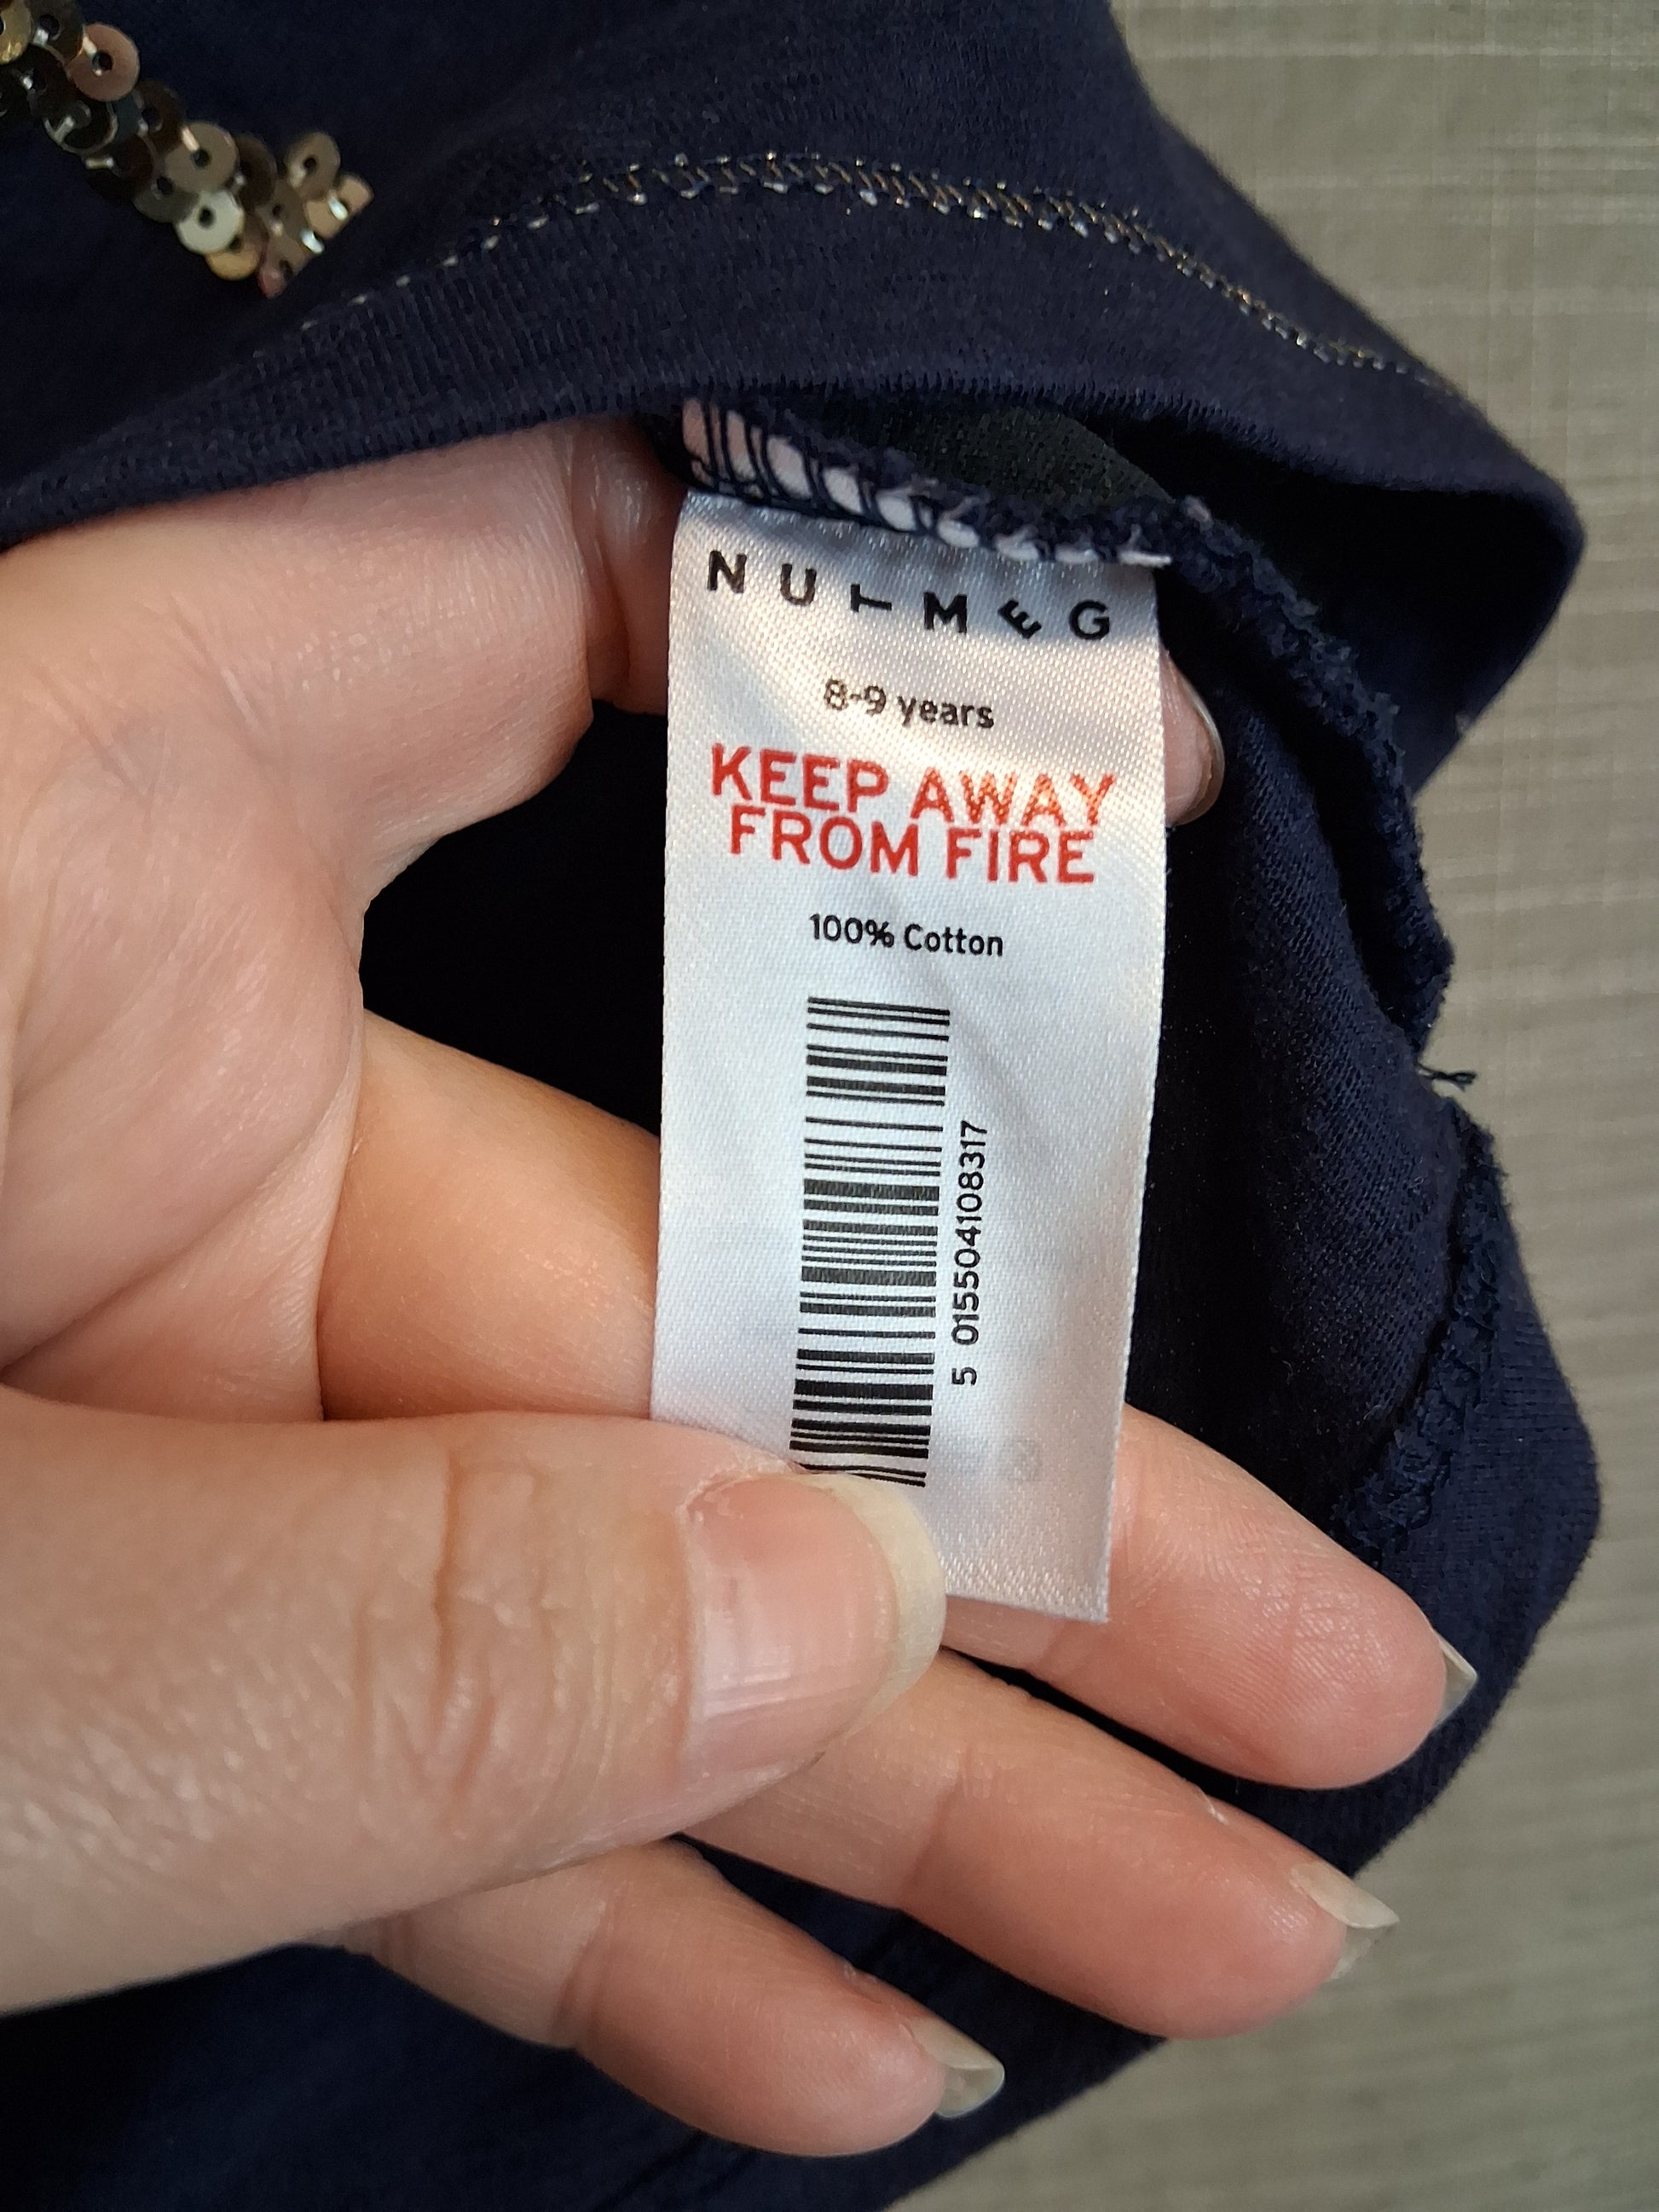 NUTMEG
8-9 years
KEEP AWAY
FROM FIRE
100% Cotton
5 015504108317